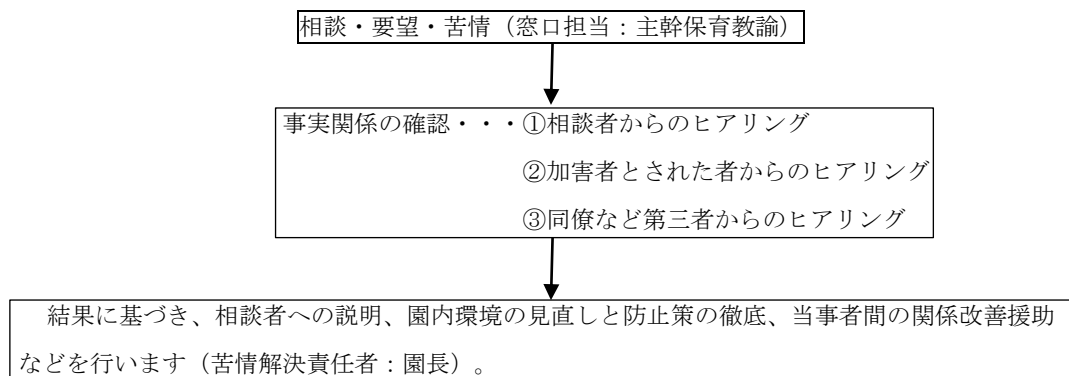 相談・要望・苦情（窓口担当：主幹保育教諭）
事実関係の確認・・・①相談者からのヒアリング
②加害者とされた者からのヒアリング
③同僚など第三者からのヒアリング
結果に基づき、相談者への説明、園内環境の見直しと防止策の徹底、当事者間の関係改善援助
などを行います（苦情解決責任者：園長）。